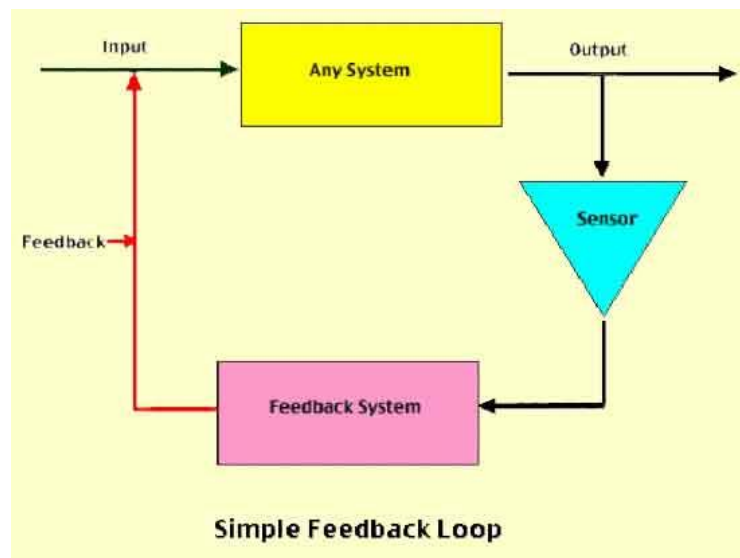 Input
Any System
Output
Sensor
Feedback
Feedback System
Simple Feedback Loop